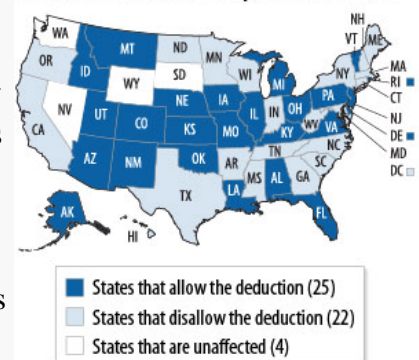 NH
WA
VT
ME
MT
ND
MN
OR
ID
SD
WI
NY
MA
WY
MI
RI
NE
IA
PA
CT
NV
UT
IL
IN
OH
NJ
CO
KS
MO
KY
WV
VA
DE
CA
NC
MD
AZ
NM
OK
AR
TN
SC
DC
MS
AL
GA
TX
LA
AK
FL
HI
s
States that allow the deduction (25)
States that disallow the deduction (22)
States that are unaffected (4)